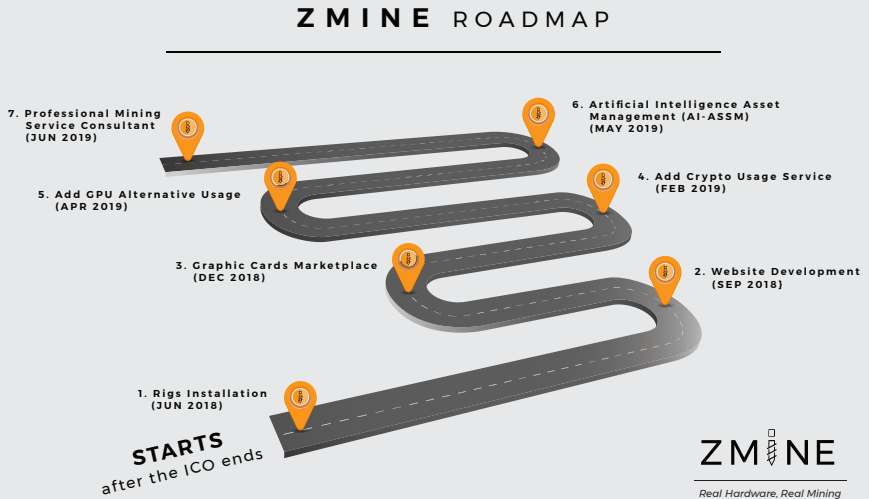 ZMINE ROADMAP
7. Professional Mining
Service Consultant
(JUN 2019)
6. Artificial Intelligence Asset
Management (AI-ASSM)
(MAY 2019)
5. Add GPU Alternative Usage
(APR 2019)
4. Add Crypto Usage Service
(FEB 2019)
3. Graphic Cards Marketplace
(DEC 2018)
2. Website Development
(SEP 2018)
1. Rigs Installation
(JUN 2018)
STARTS
after the ICO ends
ZMINE
Real Hardware, Real Mining